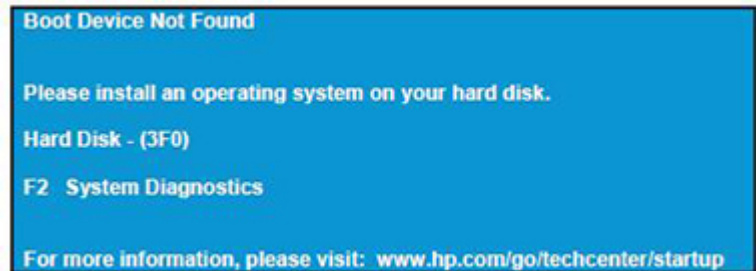 Boot Device Not Found
Please install an operating system on your hard disk.
Hard Disk - (3F0)
F2 System Diagnostics
For more information, please visit: www.hp.com/go/techcenter/startup